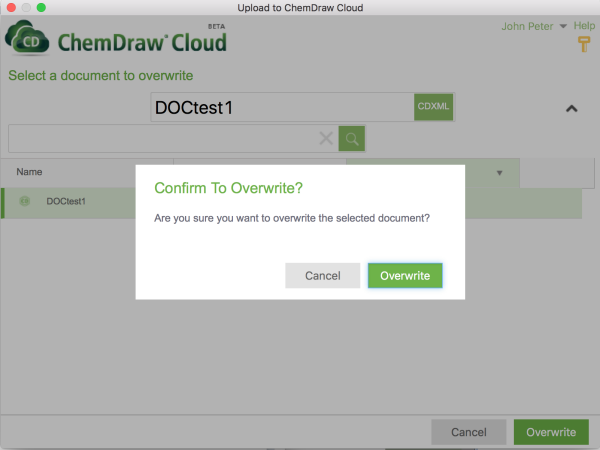 Upload to ChemDraw Cloud
BETA
CD ChemDraw® Cloud
John Peter Help
Select a document to overwrite
DOCtest1 CDXML
Name
DOCtest1
Confirm To Overwrite?
Are you sure you want to overwrite the selected document?
Cancel Overwrite
Cancel Overwrite